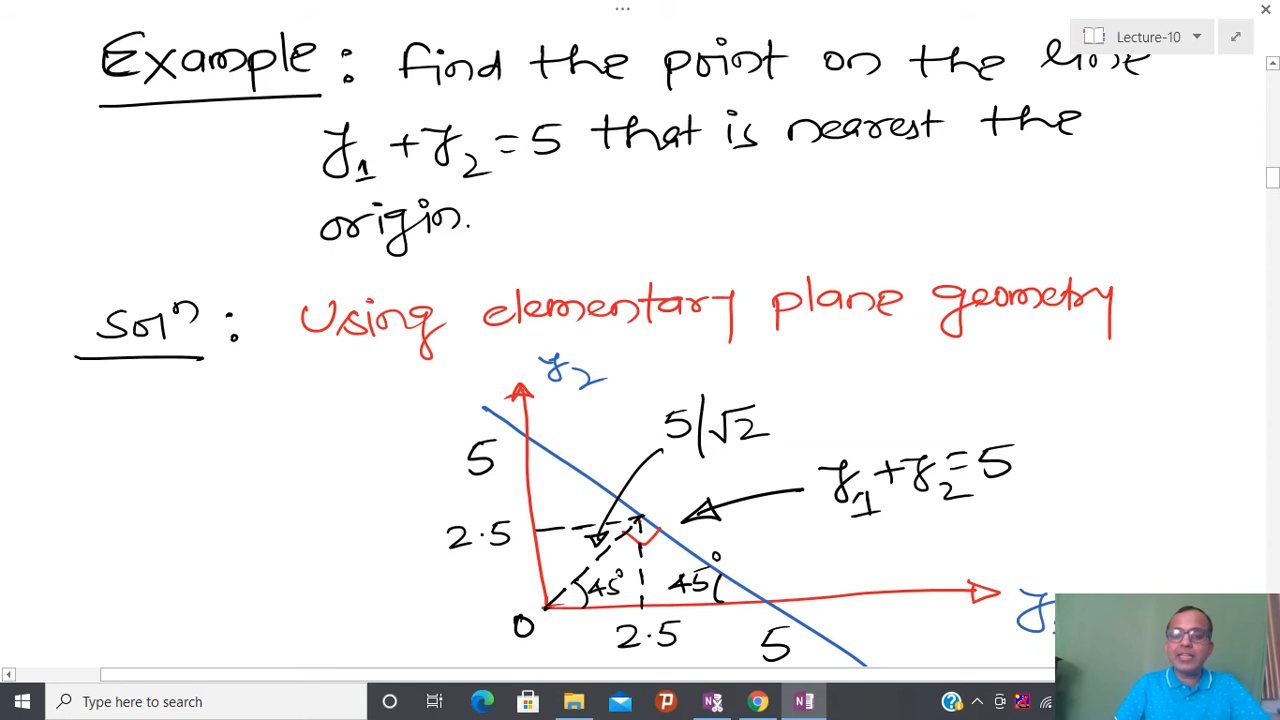 Lecture-10
Example: Find the point on the line
y1 + y2 = 5 that is nearest the
origin.
Solⁿ: Using elementary plane geometry
y2
5/√2
5
y1 + y2 = 5
2.5
45°
45°
0
2.5
5
Type here to search